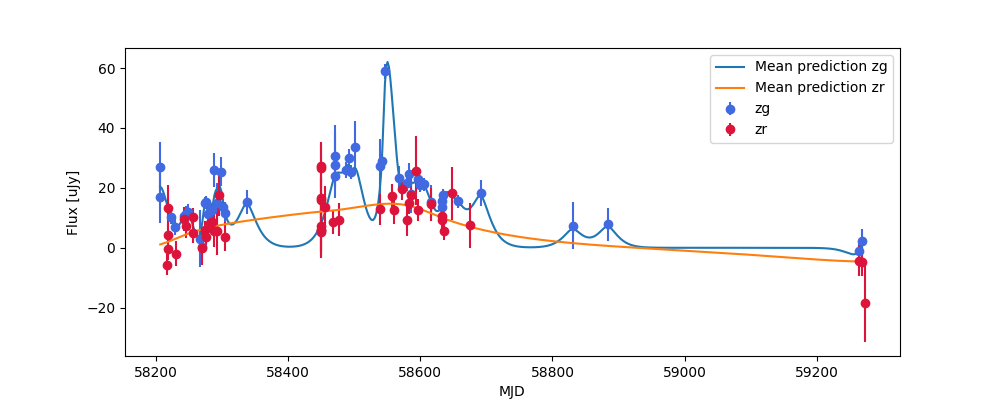 Mean prediction zg
Mean prediction zr
zg
zr
60
40
20
0
−20
Flux [uJy]
58200 58400 58600 58800 59000 59200
MJD